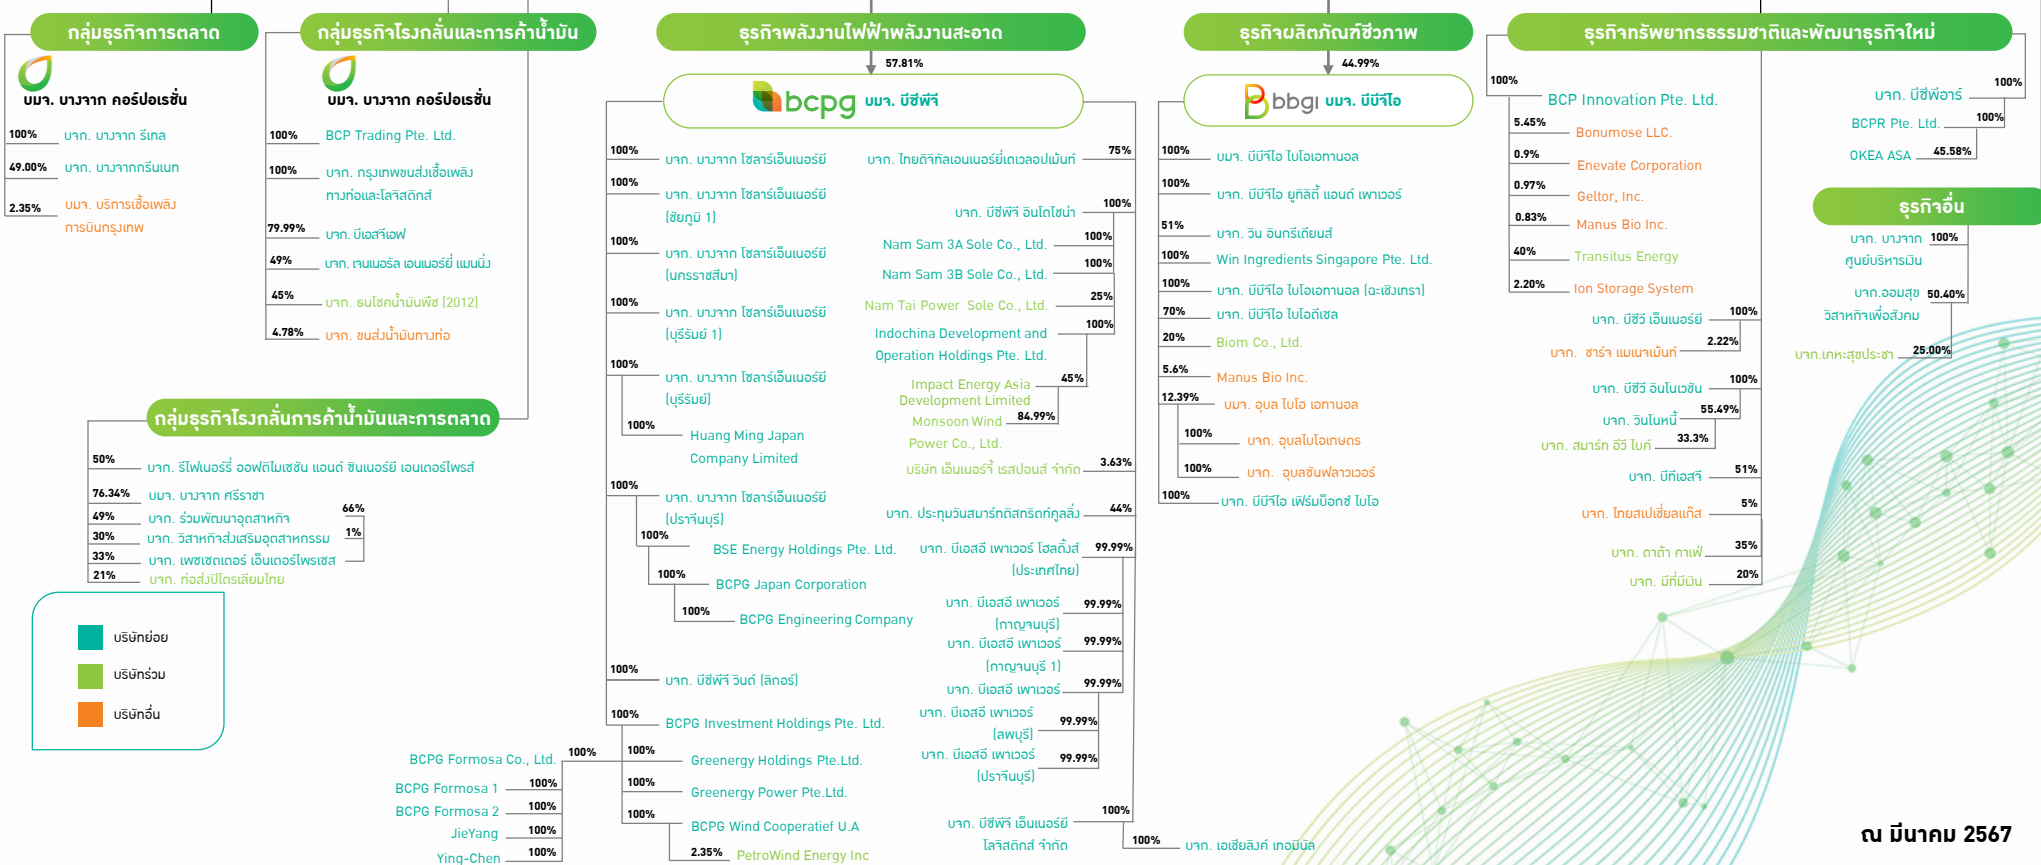 กลุ่มธุรกิจการตลาด
บมจ. บางจาก คอร์ปอเรชั่น
100% บจก. บางจาก รีเทล
49.00% บจก. บางจากกรีนเนท
2.35% บมจ. บริการเชื้อเพลิง
การบินกรุงเทพ
กลุ่มธุรกิจโรงกลั่นและการค้าน้ำมัน
บมจ. บางจาก คอร์ปอเรชั่น
100% BCP Trading Pte. Ltd.
100% บจก. กรุงเทพขนส่งเชื้อเพลิง
ทางท่อและโลจิสติกส์
79.99% บจก. บีเอสจีเอฟ
49% บจก. เจนเนอรัล เอนเนอร์ยี่ แมนนิ่ง
45% บจก. ธนโชคน้ำมันพืช (2012)
4.78% บจก. ขนส่งน้ำมันทางท่อ
กลุ่มธุรกิจโรงกลั่นการค้าน้ำมันและการตลาด
50% บจก. รีไฟเนอร์รี่ ออฟติไมเซชัน แอนด์ ซินเนอร์ยี เอนเตอร์ไพรส์
76.34% บมจ. บางจาก ศรีราชา
49% บจก. ร่วมพัฒนาอุตสาหกิจ 66%
30% บจก. วิสาหกิจส่งเสริมอุตสาหกรรม 1%
33% บจก. เพชเชตเตอร์ เอ็นเตอร์ไพรเซส
21% บจก. ท่อส่งปิโตรเลียมไทย
บริษัทย่อย
บริษัทร่วม
บริษัทอื่น
ธุรกิจพลังงานไฟฟ้าพลังงานสะอาด
57.81%
bcpg บมจ. บีซีพีจี
100% บจก. บางจาก โซลาร์เอ็นเนอร์ยี
100% บจก. บางจาก โซลาร์เอ็นเนอร์ยี
(ชัยภูมิ 1)
100% บจก. บางจาก โซลาร์เอ็นเนอร์ยี
(นครราชสีมา)
100% บจก. บางจาก โซลาร์เอ็นเนอร์ยี
(บุรีรัมย์ 1)
100% บจก. บางจาก โซลาร์เอ็นเนอร์ยี
(บุรีรัมย์)
100% Huang Ming Japan
Company Limited
100% บจก. บางจาก โซลาร์เอ็นเนอร์ยี
(ปราจีนบุรี)
100% BSE Energy Holdings Pte. Ltd.
100% BCPG Japan Corporation
100% BCPG Engineering Company
100% บจก. บีซีพีจี วินด์ (ลิกอร์)
100% BCPG Investment Holdings Pte. Ltd.
BCPG Formosa Co., Ltd. 100%
BCPG Formosa 1 100%
BCPG Formosa 2 100%
JieYang 100%
Ying-Chen 100%
100% Greenergy Holdings Pte.Ltd.
100% Greenergy Power Pte.Ltd.
100% BCPG Wind Cooperatief U.A
2.35% PetroWind Energy Inc
บจก. ไทยดิจิทัลเอนเนอร์ยี่เดเวลอปเม้นท์ 75%
บจก. บีซีพีจี อินโดไชน่า 100%
Nam Sam 3A Sole Co., Ltd. 100%
Nam Sam 3B Sole Co., Ltd. 100%
Nam Tai Power Sole Co., Ltd. 25%
Indochina Development and 100%
Operation Holdings Pte. Ltd.
Impact Energy Asia 45%
Development Limited
Monsoon Wind 84.99%
Power Co., Ltd.
บริษัท เอ็นเนอร์จี้ เรสปอนส์ จำกัด 3.63%
บจก. ประทุมวันสมาร์ทดิสทริตท์คูลลิ่ง 44%
บจก. บีเอสอี เพาเวอร์ โฮลดิ้งส์ 99.99%
(ประเทศไทย)
บจก. บีเอสอี เพาเวอร์ 99.99%
(กาญจนบุรี)
บจก. บีเอสอี เพาเวอร์ 99.99%
(กาญจนบุรี 1)
บจก. บีเอสอี เพาเวอร์ 99.99%
บจก. บีเอสอี เพาเวอร์ 99.99%
(ลพบุรี)
บจก. บีเอสอี เพาเวอร์ 99.99%
(ปราจีนบุรี)
บจก. บีซีพีจี เอ็นเนอร์ยี 100%
โลจิสติกส์ จำกัด
100% บจก. เอเชียลิงค์ เทอมินัล
ธุรกิจผลิตภัณฑ์ชีวภาพ
44.99%
bbgi บมจ. บีบีจีไอ
100% บมจ. บีบีจีไอ ไบโอเอทานอล
100% บจก. บีบีจีไอ ยูทิลิตี้ แอนด์ เพาเวอร์
51% บจก. วิน อินกรีเดียนส์
100% Win Ingredients Singapore Pte. Ltd.
100% บจก. บีบีจีไอ ไบโอเอทานอล (ฉะเชิงเทรา)
70% บจก. บีบีจีไอ ไบโอดีเซล
20% Biom Co., Ltd.
5.6% Manus Bio Inc.
12.39% บมจ. อุบล ไบโอ เอทานอล
100% บจก. อุบลไบโอเกษตร
100% บจก. อุบลซันฟลาวเวอร์
100% บจก. บีบีจีไอ เฟิร์มบ็อกซ์ ไบโอ
ธุรกิจทรัพยากรธรรมชาติและพัฒนาธุรกิจใหม่
100% BCP Innovation Pte. Ltd.
5.45% Bonumose LLC.
0.9% Enevate Corporation
0.97% Geltor, Inc.
0.83% Manus Bio Inc.
40% Transitus Energy
2.20% Ion Storage System
บจก. บีซีวี เอ็นเนอร์ยี 100%
บจก. ชาร์จ แมเนจเม้นท์ 2.22%
บจก. บีซีวี อินโนเวชัน 100%
บจก. วินโนหนี้ 55.49%
บจก. สมาร์ท อีวี ไบค์ 33.3%
บจก. บีทีเอสจี 51%
บจก. ไทยสเปเชี่ยลแก๊ส 5%
บจก. ดาต้า คาเฟ่ 35%
บจก. มีที่มีเงิน 20%
บจก. บีซีพีอาร์ 100%
BCPR Pte. Ltd. 100%
OKEA ASA 45.58%
ธุรกิจอื่น
บจก. บางจาก 100%
ศูนย์บริหารเงิน
บจก.ออมสุข 50.40%
วิสาหกิจเพื่อสังคม
บจก.เคหะสุขประชา 25.00%
ณ มีนาคม 2567